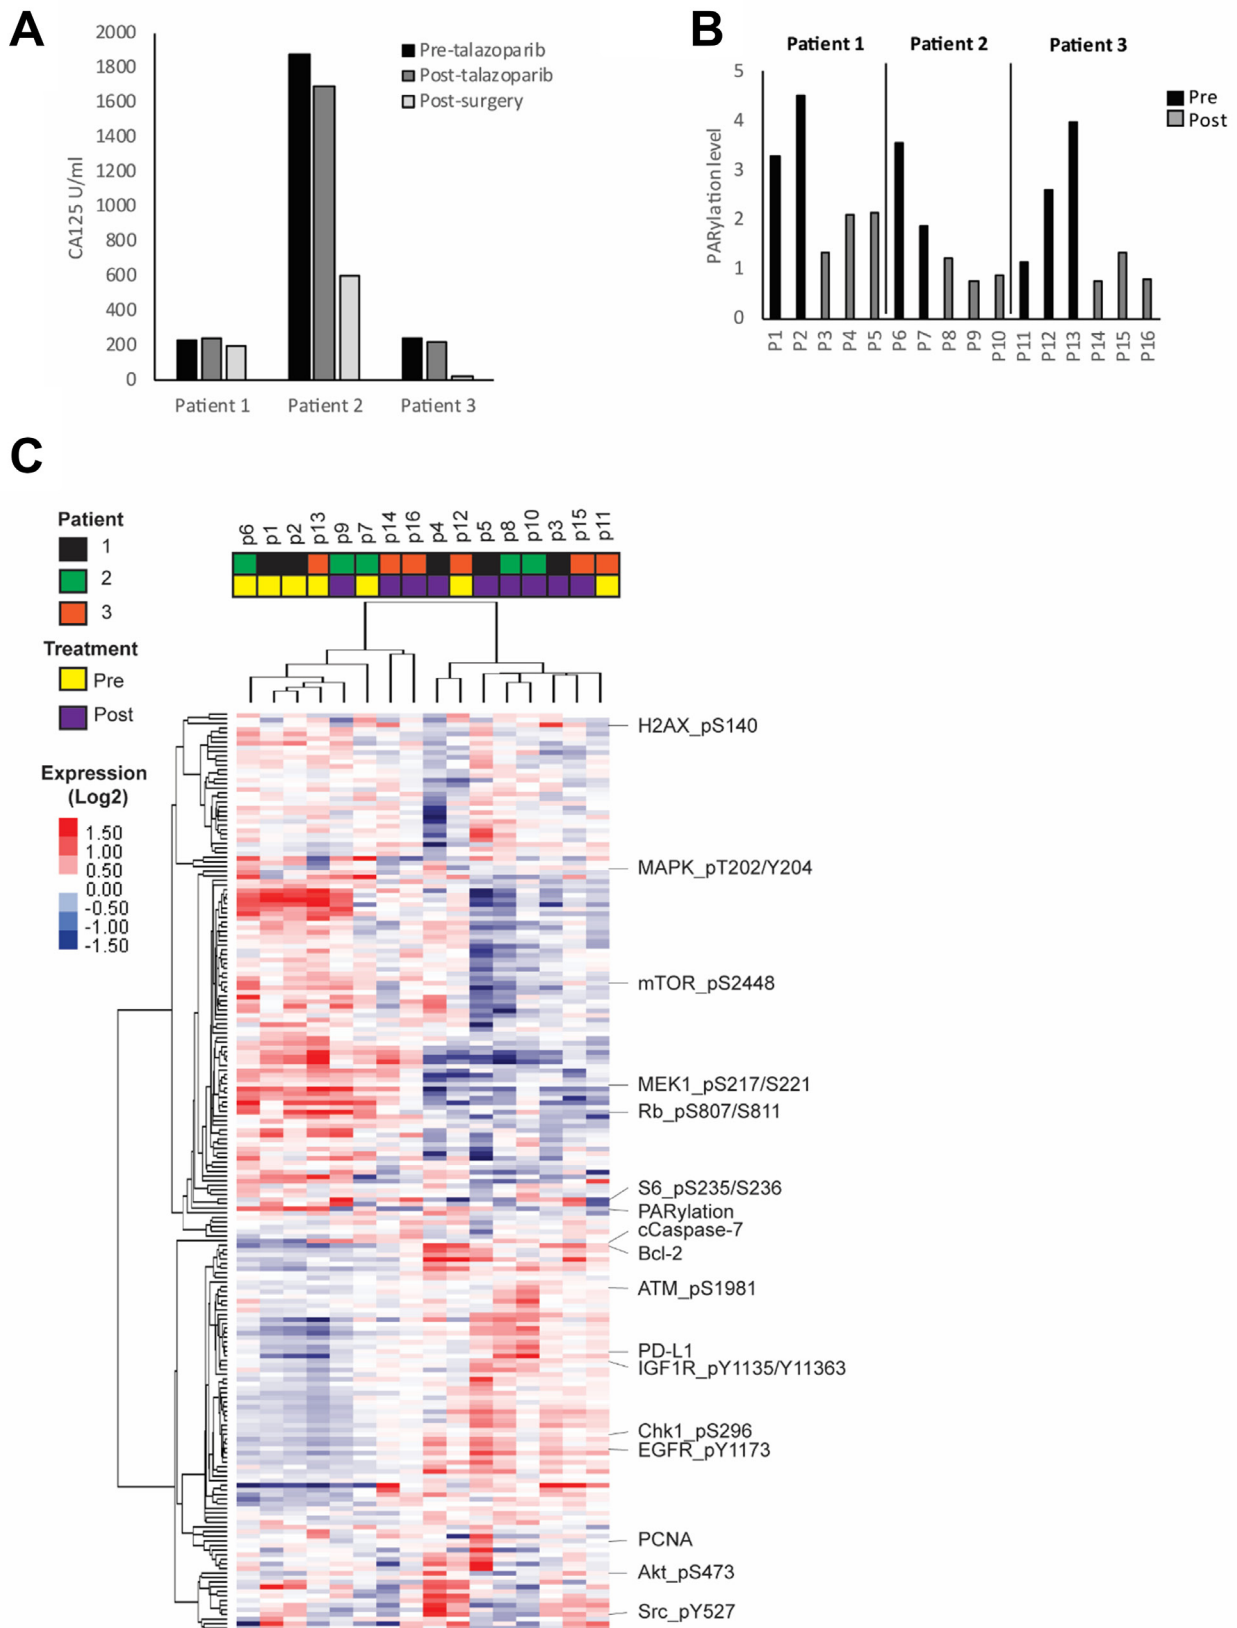 A
2000
1800
1600
1400
1200
1000
800
600
400
200
0
CA125 U/ml
Pre-talazoparib
Post-talazoparib
Post-surgery
Patient 1 Patient 2 Patient 3
B
Patient 1 Patient 2 Patient 3
5
4
3
2
1
0
PARylation level
Pre
Post
P1 P2 P3 P4 P5 P6 P7 P8 P9 P10 P11 P12 P13 P14 P15 P16
C
Patient
1
2
3
Treatment
Pre
Post
Expression
(Log2)
1.50
1.00
0.50
0.00
-0.50
-1.00
-1.50
p6 p1 p2 p13 p9 p7 p14 p16 p4 p12 p5 p8 p10 p3 p15 p11
H2AX_pS140
MAPK_pT202/Y204
mTOR_pS2448
MEK1_pS217/S221
Rb_pS807/S811
S6_pS235/S236
PARylation
cCaspase-7
Bcl-2
ATM_pS1981
PD-L1
IGF1R_pY1135/Y11363
Chk1_pS296
EGFR_pY1173
PCNA
Akt_pS473
Src_pY527